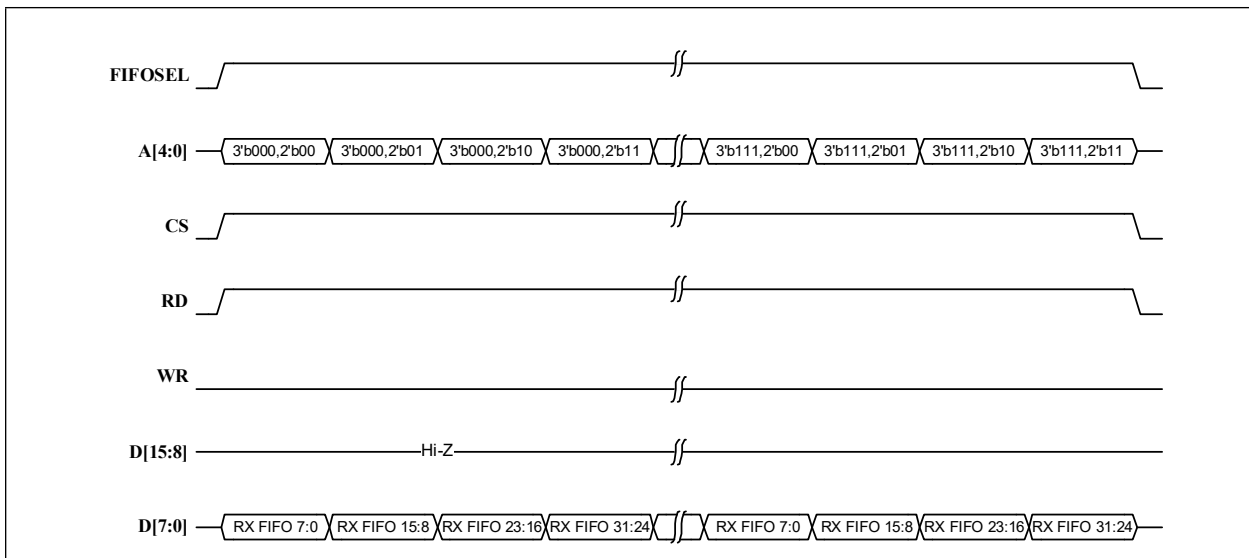 FIFOSEL
A[4:0] 3'b000,2'b00 3'b000,2'b01 3'b000,2'b10 3'b000,2'b11 3'b111,2'b00 3'b111,2'b01 3'b111,2'b10 3'b111,2'b11
CS
RD
WR
D[15:8] Hi-Z
D[7:0] RX FIFO 7:0 RX FIFO 15:8 RX FIFO 23:16 RX FIFO 31:24 RX FIFO 7:0 RX FIFO 15:8 RX FIFO 23:16 RX FIFO 31:24